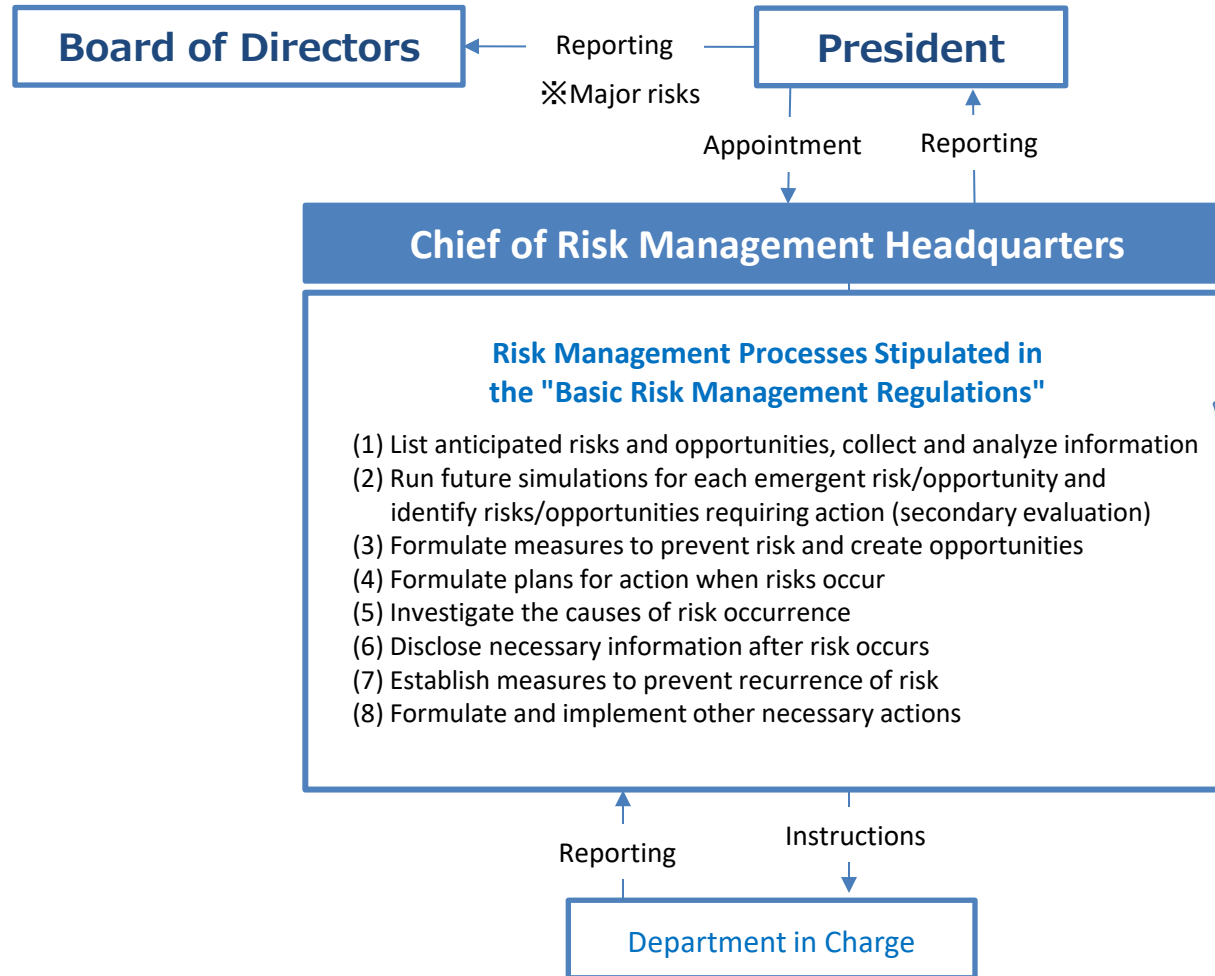 Board of Directors
Reporting
※Major risks
President
Appointment
Reporting
Chief of Risk Management Headquarters
Risk Management Processes Stipulated in
the "Basic Risk Management Regulations"
(1) List anticipated risks and opportunities, collect and analyze information
(2) Run future simulations for each emergent risk/opportunity and
identify risks/opportunities requiring action (secondary evaluation)
(3) Formulate measures to prevent risk and create opportunities
(4) Formulate plans for action when risks occur
(5) Investigate the causes of risk occurrence
(6) Disclose necessary information after risk occurs
(7) Establish measures to prevent recurrence of risk
(8) Formulate and implement other necessary actions
Reporting
Instructions
Department in Charge